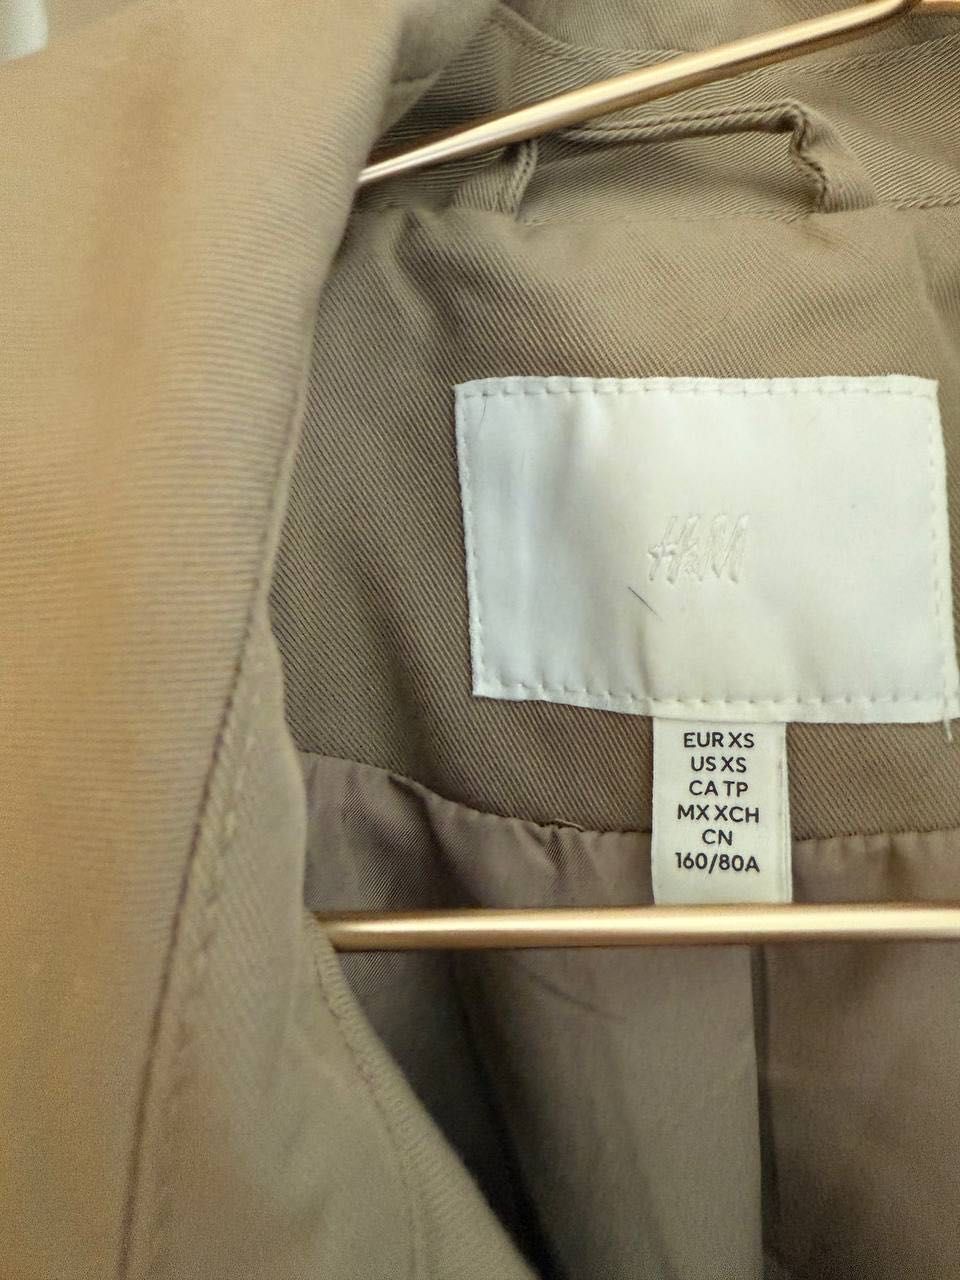 H&M
EUR XS
US XS
CA TP
MX XCH
CN
160/80A